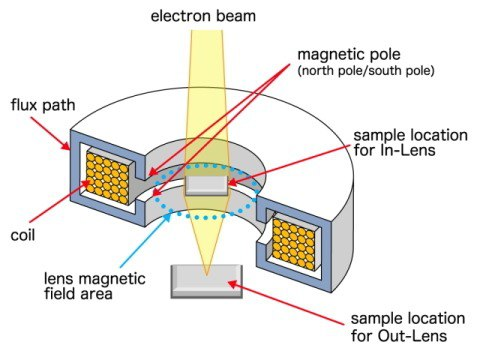 electron beam
magnetic pole
(north pole/south pole)
flux path
sample location
for In-Lens
coil
lens magnetic
field area
sample location
for Out-Lens